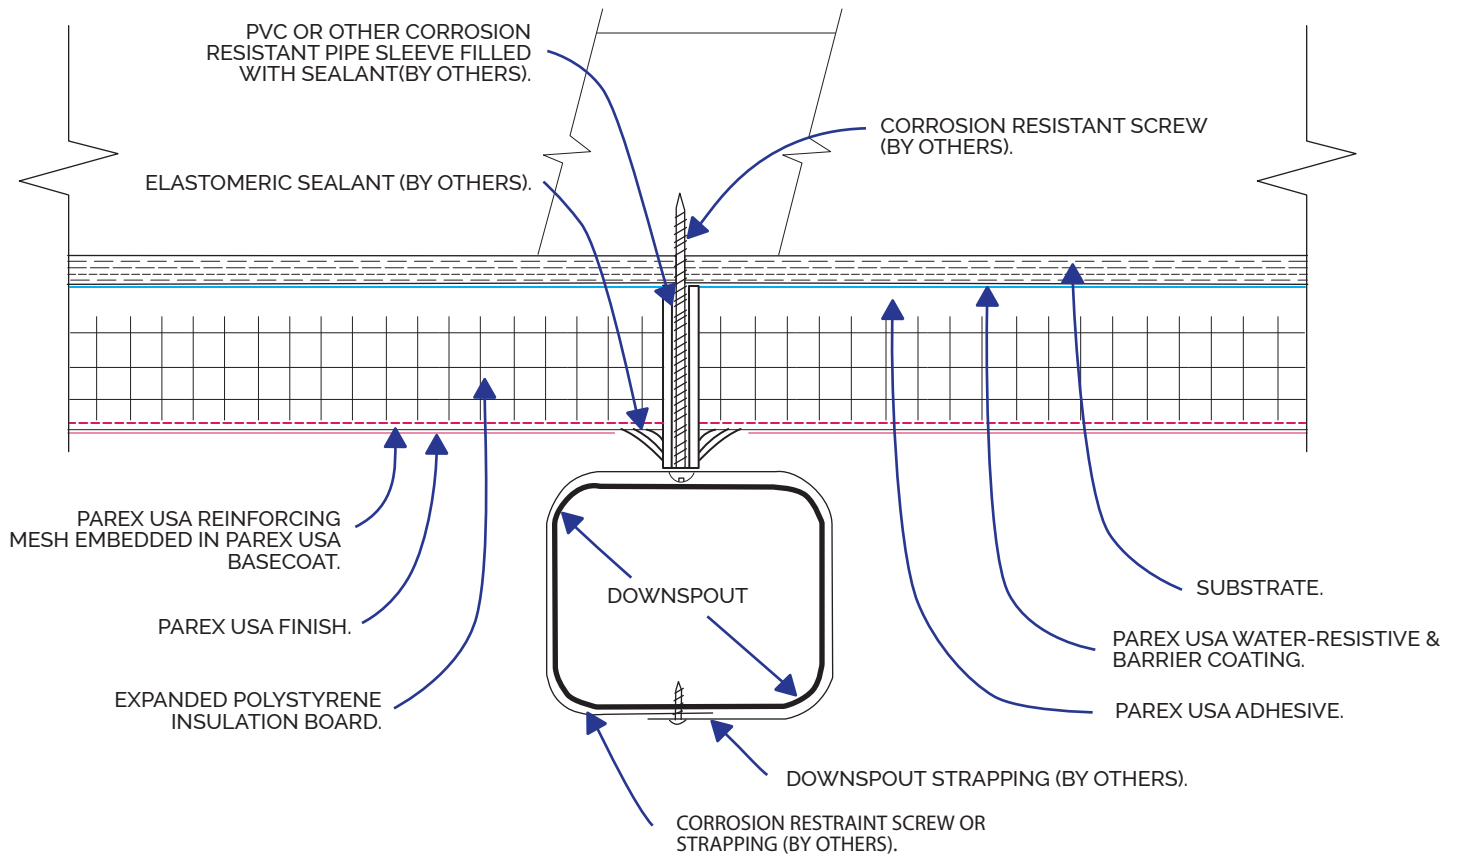 PVC OR OTHER CORROSION
RESISTANT PIPE SLEEVE FILLED
WITH SEALANT(BY OTHERS).
CORROSION RESISTANT SCREW
(BY OTHERS).
ELASTOMERIC SEALANT (BY OTHERS).
PAREX USA REINFORCING
MESH EMBEDDED IN PAREX USA
BASECOAT.
PAREX USA FINISH.
EXPANDED POLYSTYRENE
INSULATION BOARD.
DOWNSPOUT
SUBSTRATE.
PAREX USA WATER-RESISTIVE &
BARRIER COATING.
PAREX USA ADHESIVE.
DOWNSPOUT STRAPPING (BY OTHERS).
CORROSION RESTRAINT SCREW OR
STRAPPING (BY OTHERS).